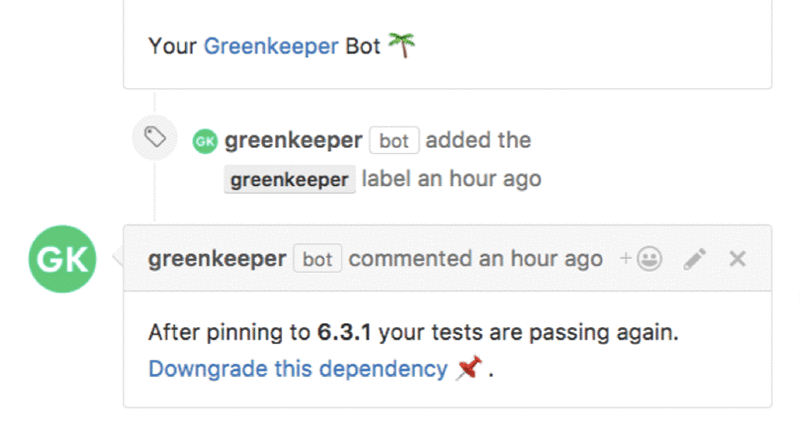 Your Greenkeeper Bot 🌴
GK greenkeeper bot added the
greenkeeper label an hour ago
GK
greenkeeper bot commented an hour ago
After pinning to 6.3.1 your tests are passing again.
Downgrade this dependency 📌 .